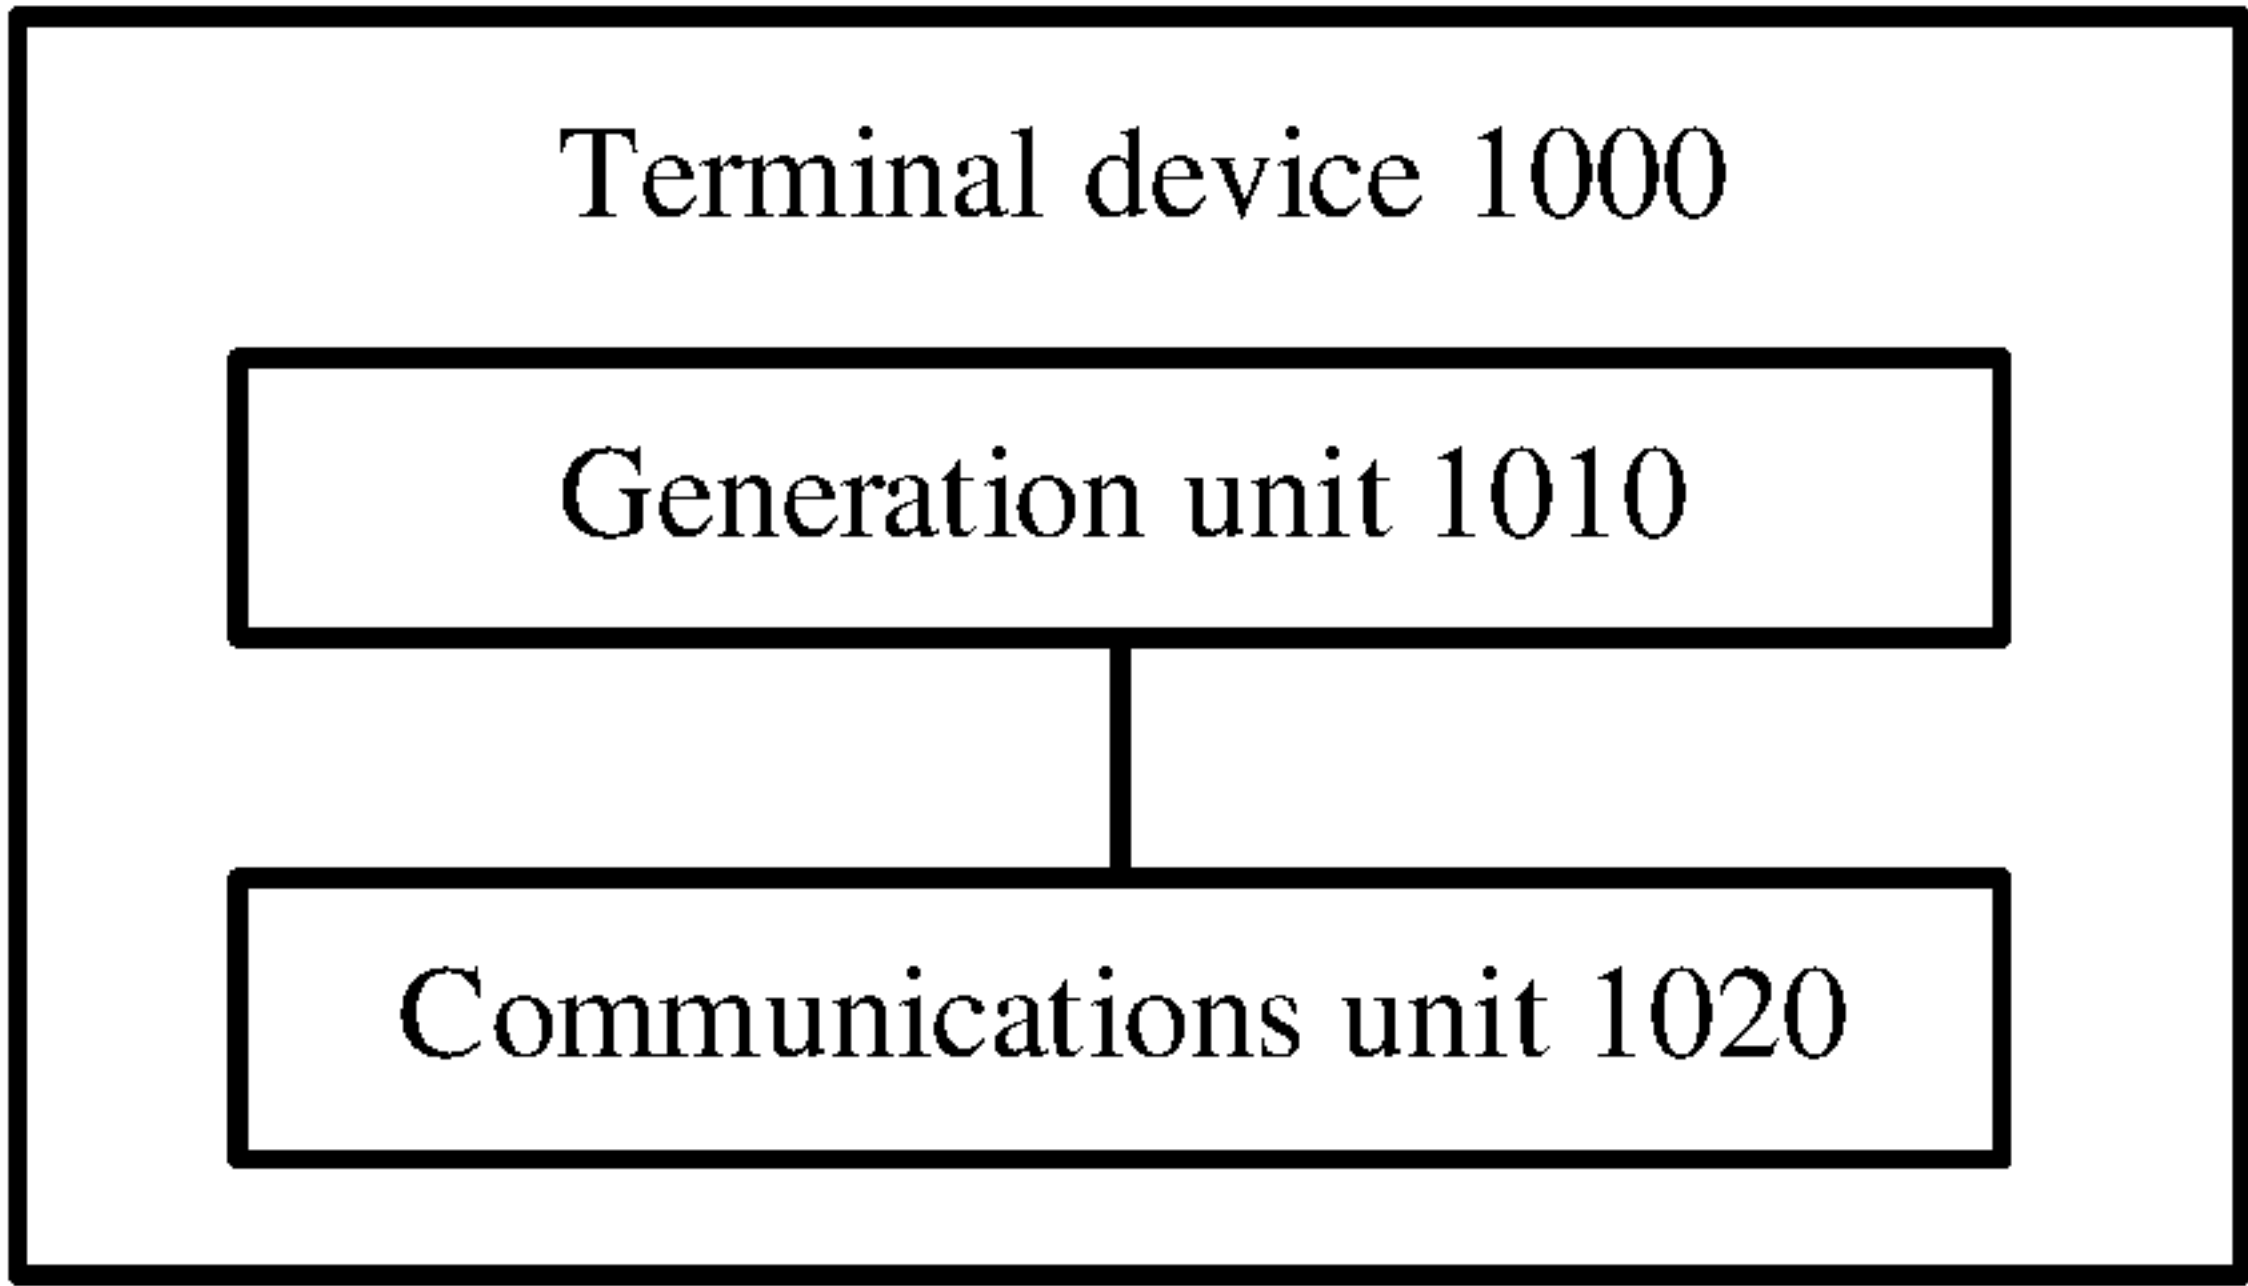 Terminal device 1000
Generation unit 1010
Communications unit 1020